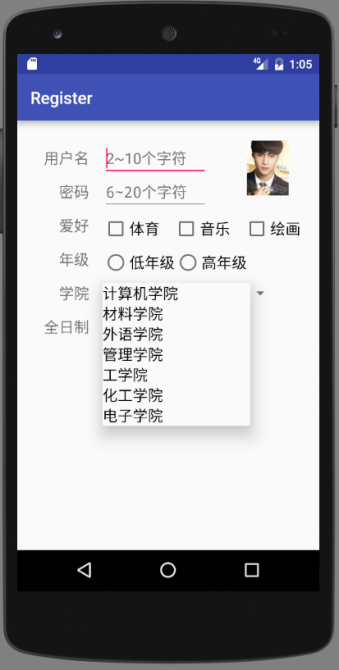 4G 1:05
Register
用户名 2~10个字符
密码 6~20个字符
爱好 体育 音乐 绘画
年级 低年级 高年级
学院 计算机学院
材料学院
全日制 外语学院
管理学院
工学院
化工学院
电子学院